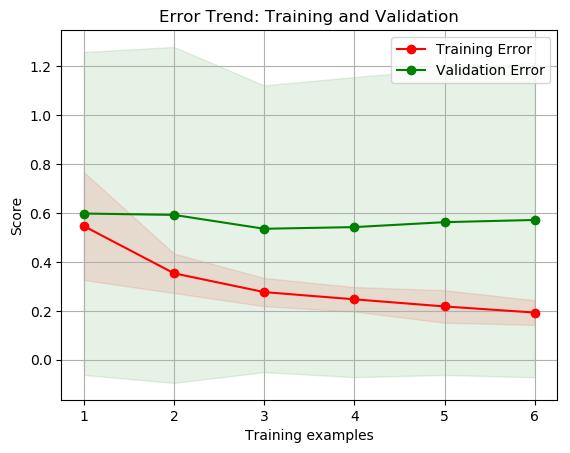 Error Trend: Training and Validation
Training Error
Validation Error
Score
1.2
1.0
0.8
0.6
0.4
0.2
0.0
1 2 3 4 5 6
Training examples